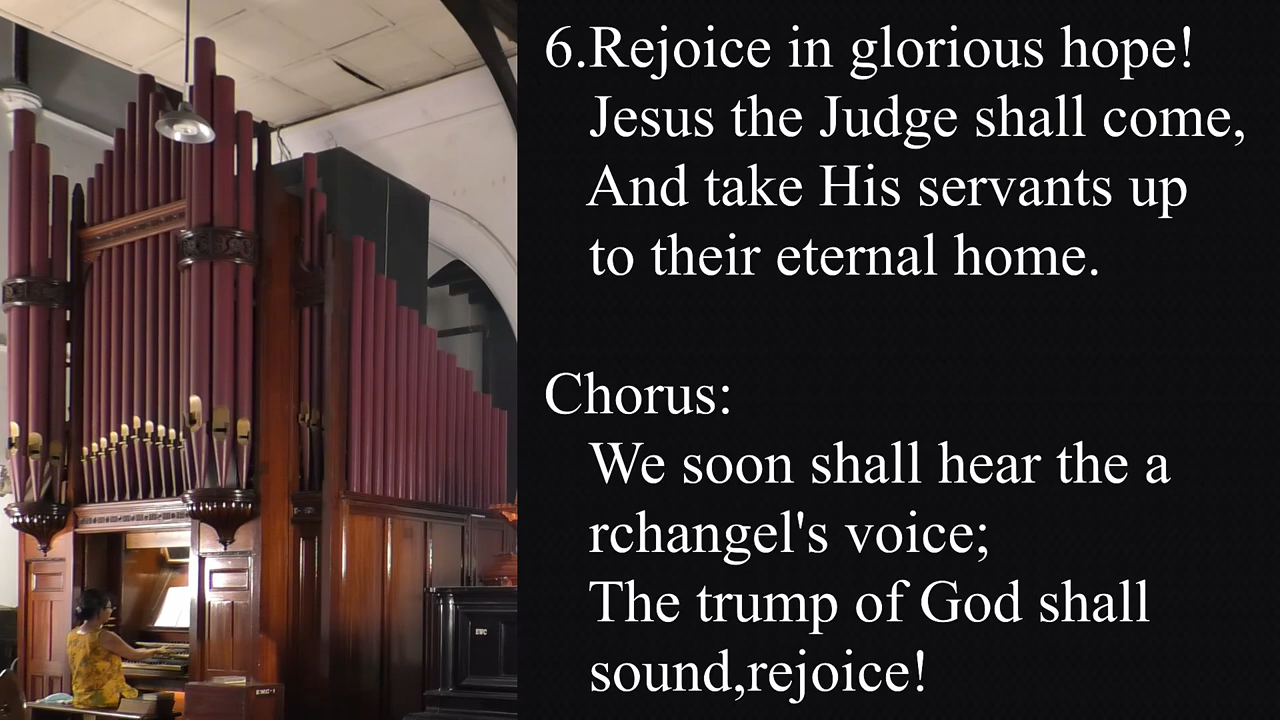 6.Rejoice in glorious hope!
Jesus the Judge shall come,
And take His servants up
to their eternal home.
Chorus:
We soon shall hear the a
rchangel's voice;
The trump of God shall
sound,rejoice!
EWC